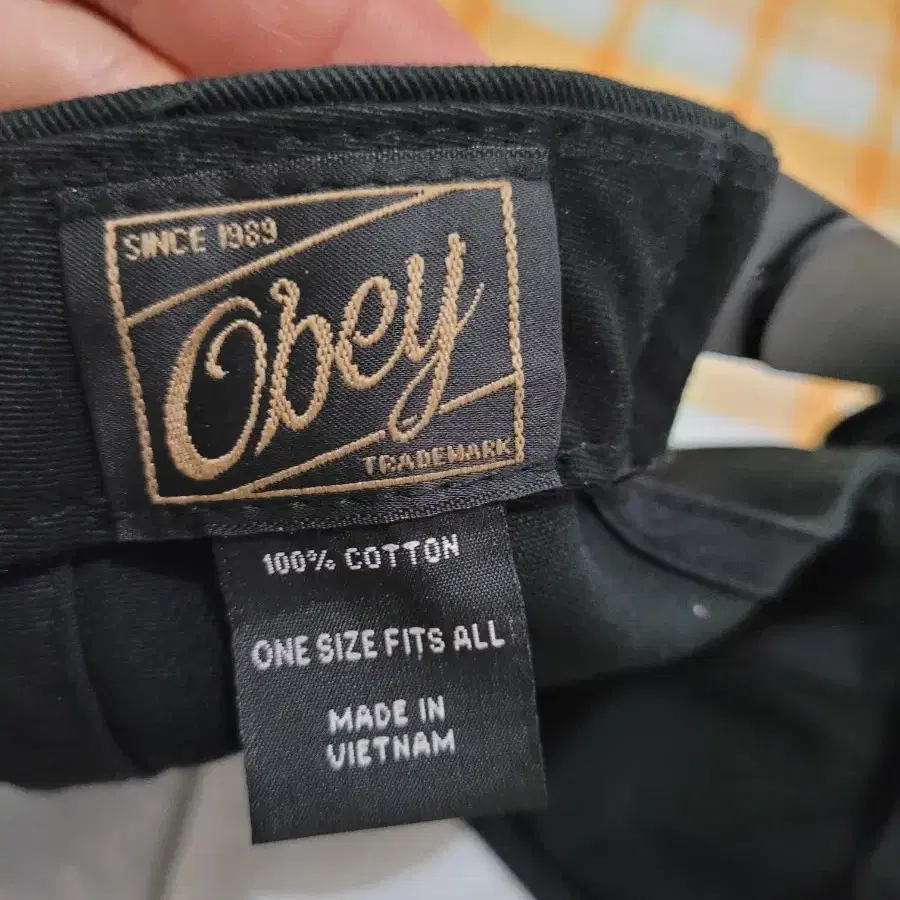 SINCE 1989
Obey
TRADEMARK
100% COTTON
ONE SIZE FITS ALL
MADE IN
VIETNAM